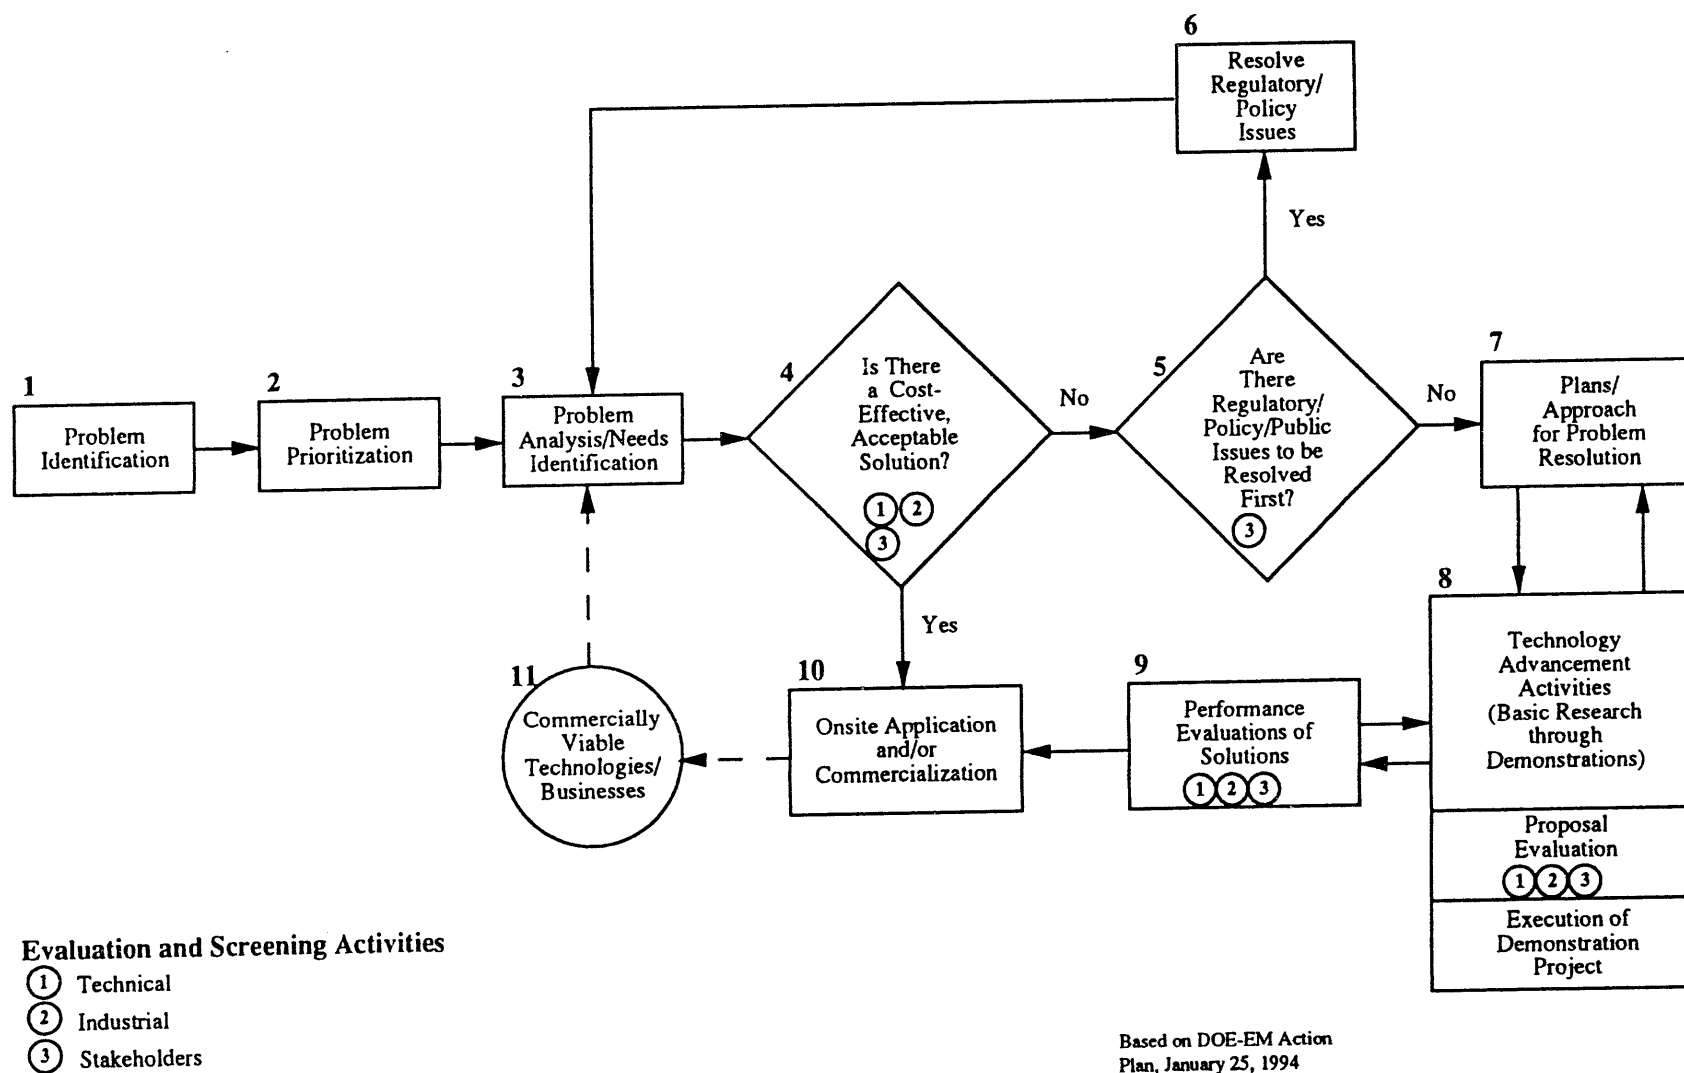 6
Resolve
Regulatory/
Policy
Issues
Yes
1
Problem
Identification
2
Problem
Prioritization
3
Problem
Analysis/Needs
Identification
4
Is There
a Cost-
Effective,
Acceptable
Solution?
1 2
3
No
Yes
5
Are
There
Regulatory/
Policy/Public
Issues to be
Resolved
First?
3
No
7
Plans/
Approach
for Problem
Resolution
8
Technology
Advancement
Activities
(Basic Research
through
Demonstrations)
Proposal
Evaluation
1 2 3
Execution of
Demonstration
Project
9
Performance
Evaluations of
Solutions
1 2 3
10
Onsite Application
and/or
Commercialization
11
Commercially
Viable
Technologies/
Businesses
Evaluation and Screening Activities
1 Technical
2 Industrial
3 Stakeholders
Based on DOE-EM Action
Plan, January 25, 1994